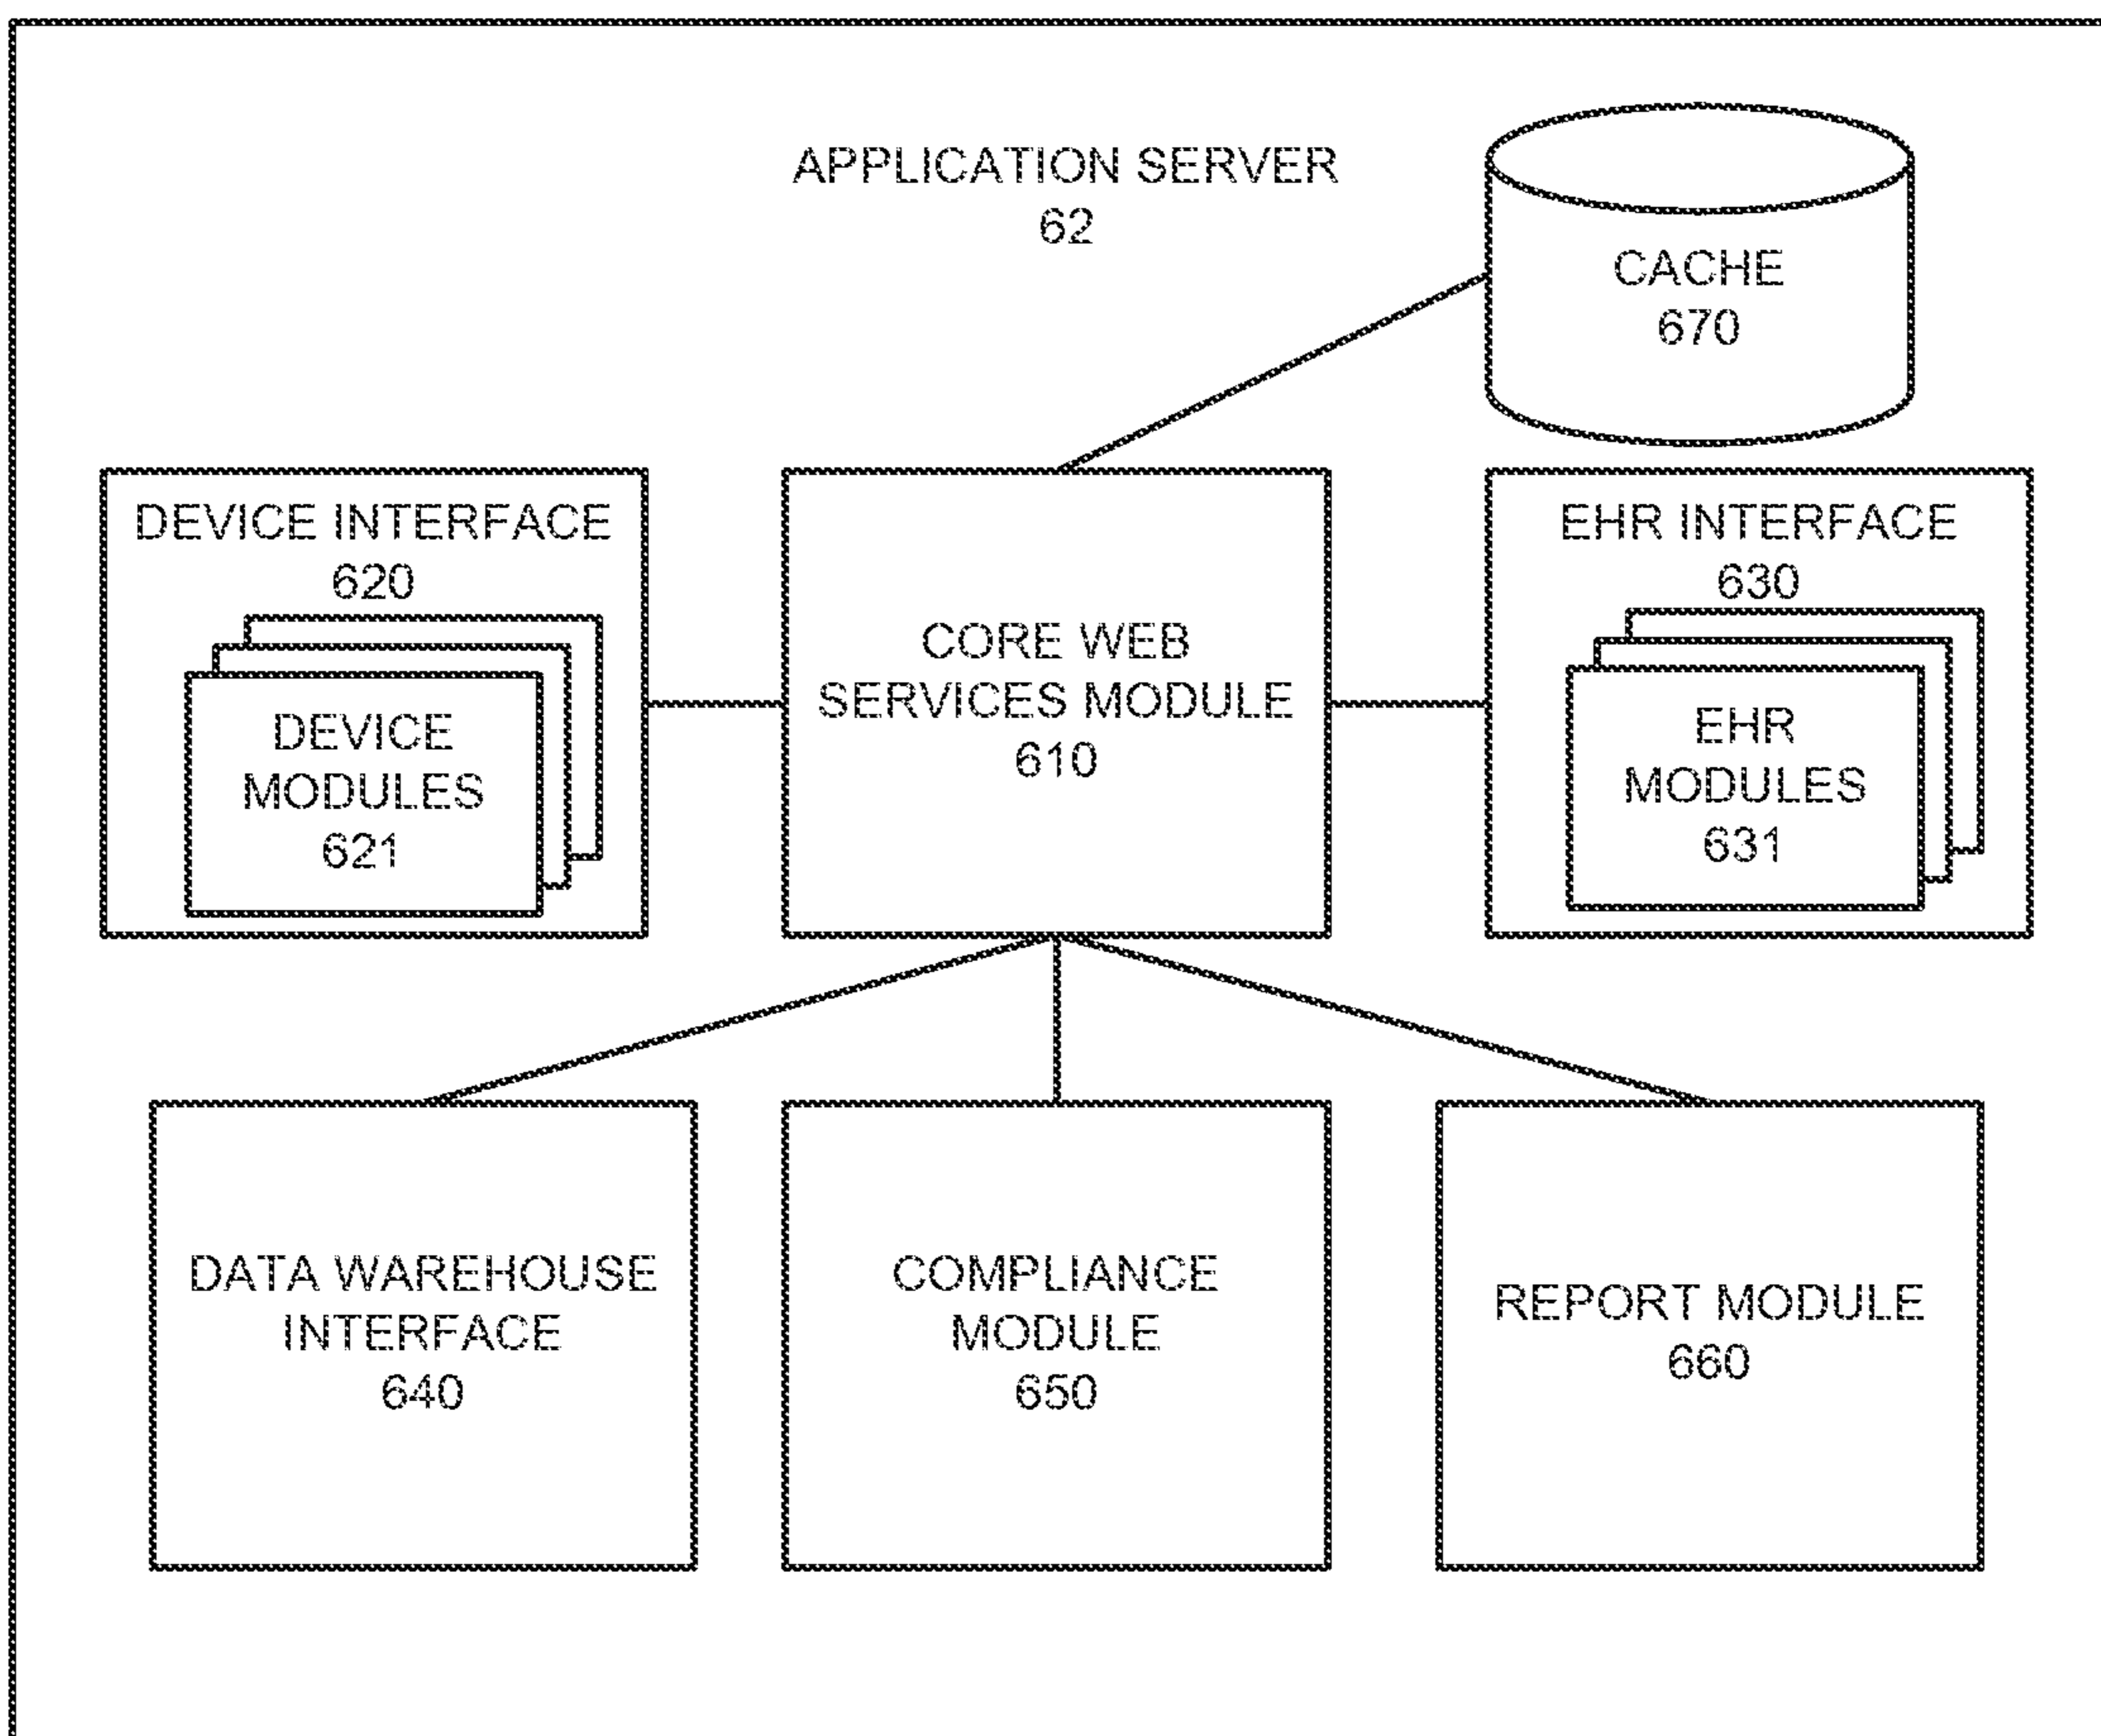 APPLICATION SERVER
62
CACHE
670
DEVICE INTERFACE
620
DEVICE
MODULES
621
CORE WEB
SERVICES MODULE
610
EHR INTERFACE
630
EHR
MODULES
631
DATA WAREHOUSE
INTERFACE
640
COMPLIANCE
MODULE
650
REPORT MODULE
660